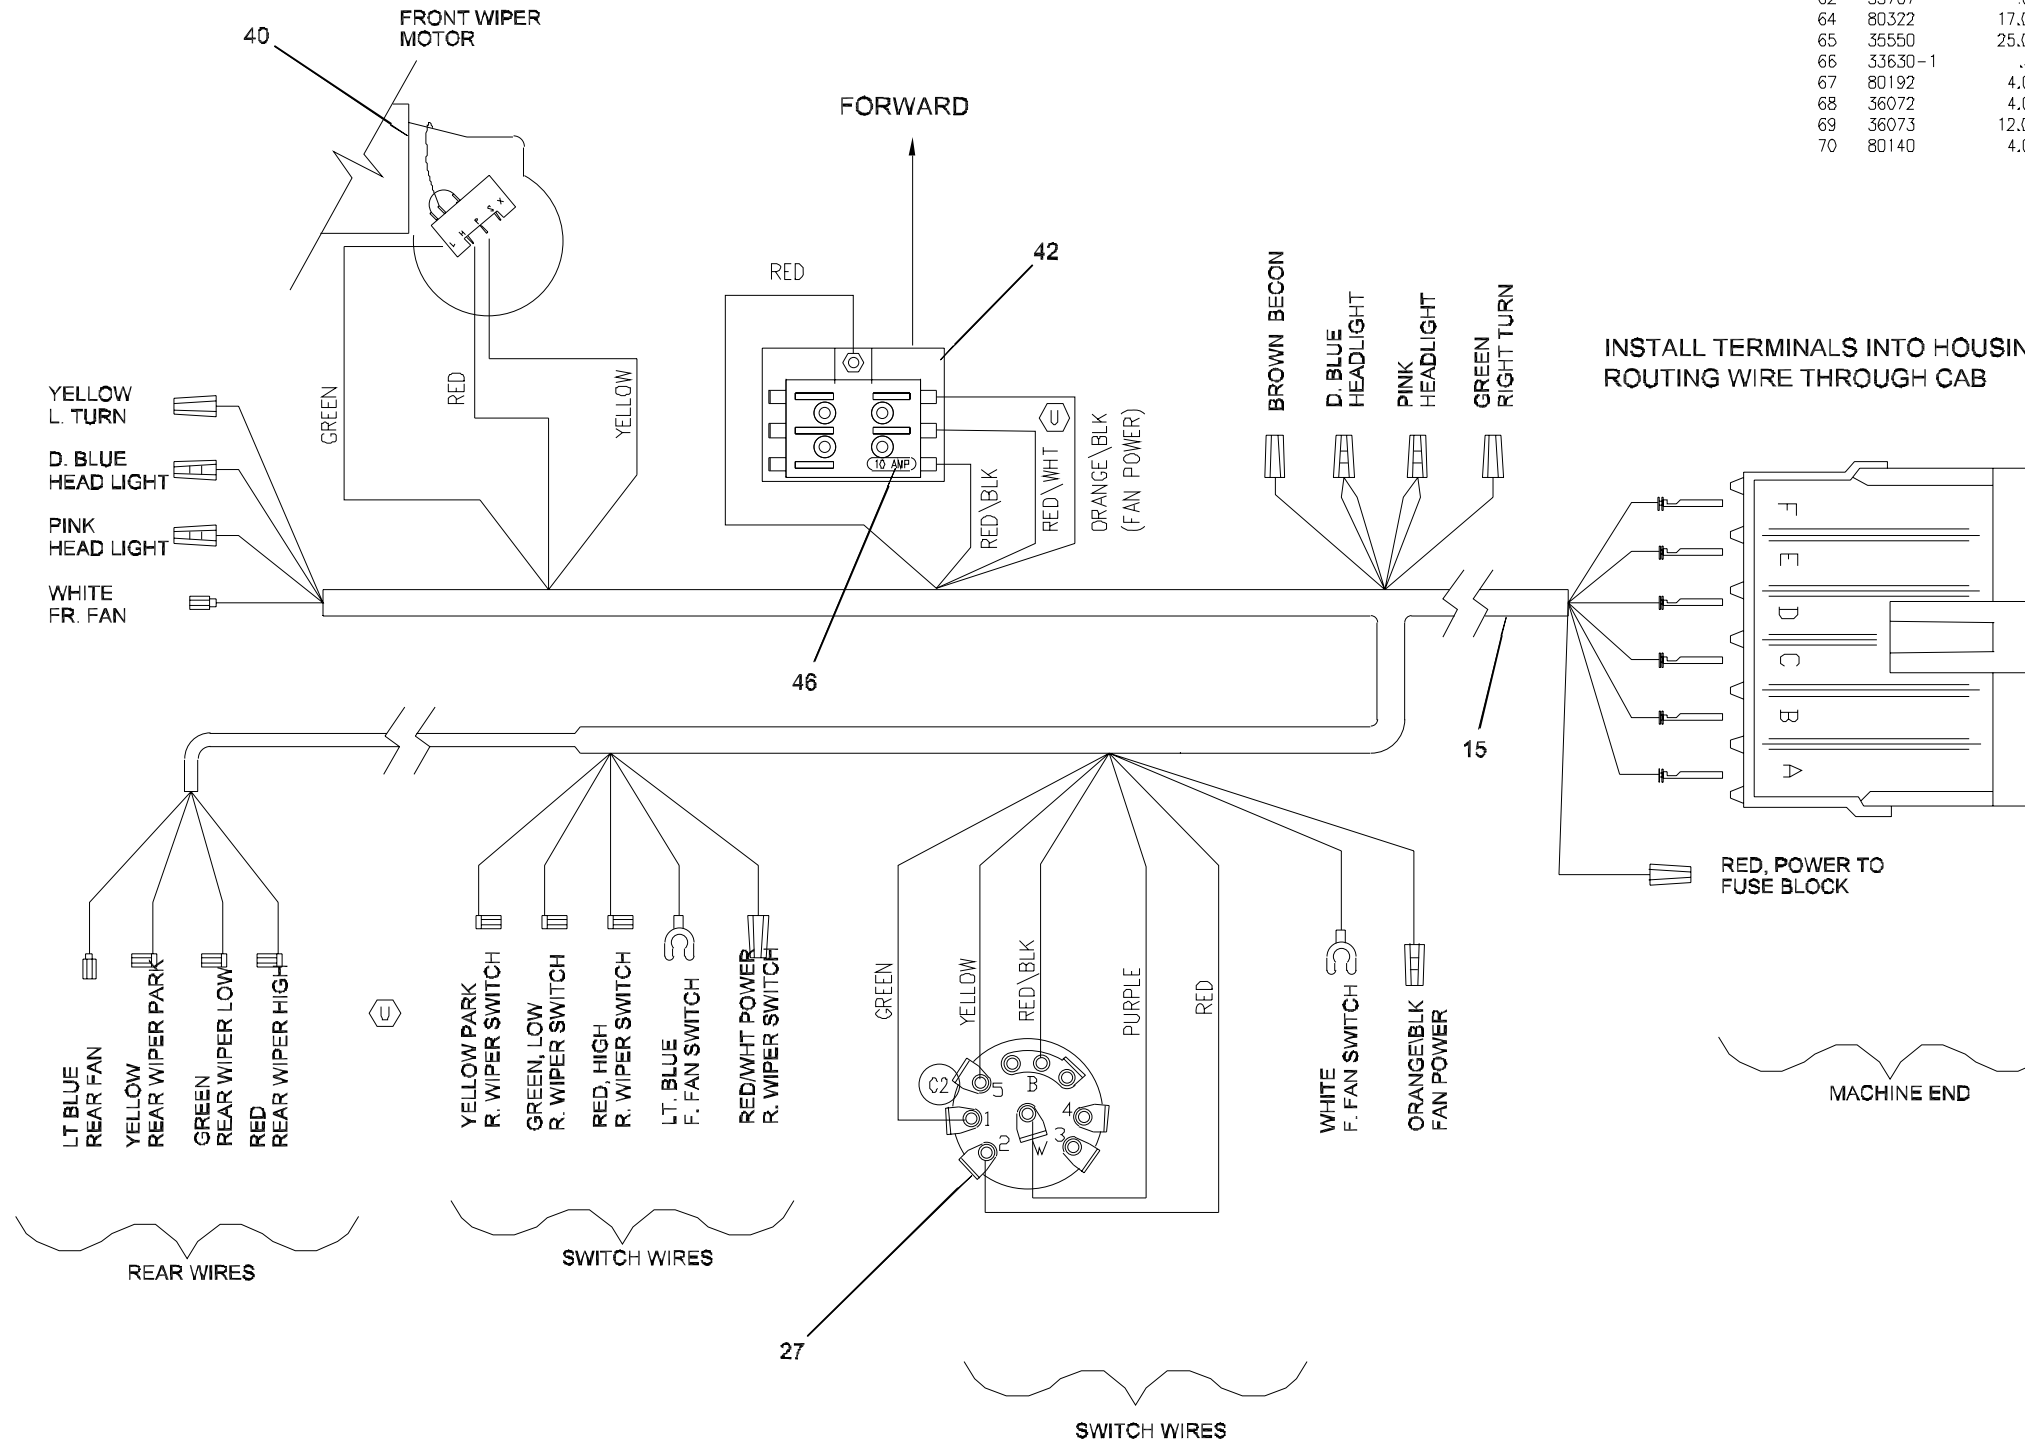 FRONT WIPER
MOTOR
40
64 80322 17.0
65 35550 25.0
66 33630-1
67 80192 4.0
68 36072 4.0
69 36073 12.0
70 80140 4.0
FORWARD
L H P S X
42
RED
GREEN
RED
YELLOW
10 AMP
RED\BLK
RED\WHT
U
ORANGE\BLK
(FAN POWER)
46
BROWN BECON
D. BLUE
HEADLIGHT
PINK
HEADLIGHT
GREEN
RIGHT TURN
INSTALL TERMINALS INTO HOUSIN
ROUTING WIRE THROUGH CAB
YELLOW
L. TURN
D. BLUE
HEAD LIGHT
PINK
HEAD LIGHT
WHITE
FR. FAN
F
E
D
C
B
A
15
RED, POWER TO
FUSE BLOCK
MACHINE END
LT BLUE
REAR FAN
YELLOW
REAR WIPER PARK
GREEN
REAR WIPER LOW
RED
REAR WIPER HIGH
REAR WIRES
U
YELLOW PARK
R. WIPER SWITCH
GREEN, LOW
R. WIPER SWITCH
RED, HIGH
R. WIPER SWITCH
LT. BLUE
F. FAN SWITCH
RED/WHT POWER
R. WIPER SWITCH
SWITCH WIRES
GREEN
YELLOW
RED\BLK
PURPLE
RED
C2
5
B
1
4
2
W
3
27
WHITE
F. FAN SWITCH
ORANGE\BLK
FAN POWER
SWITCH WIRES